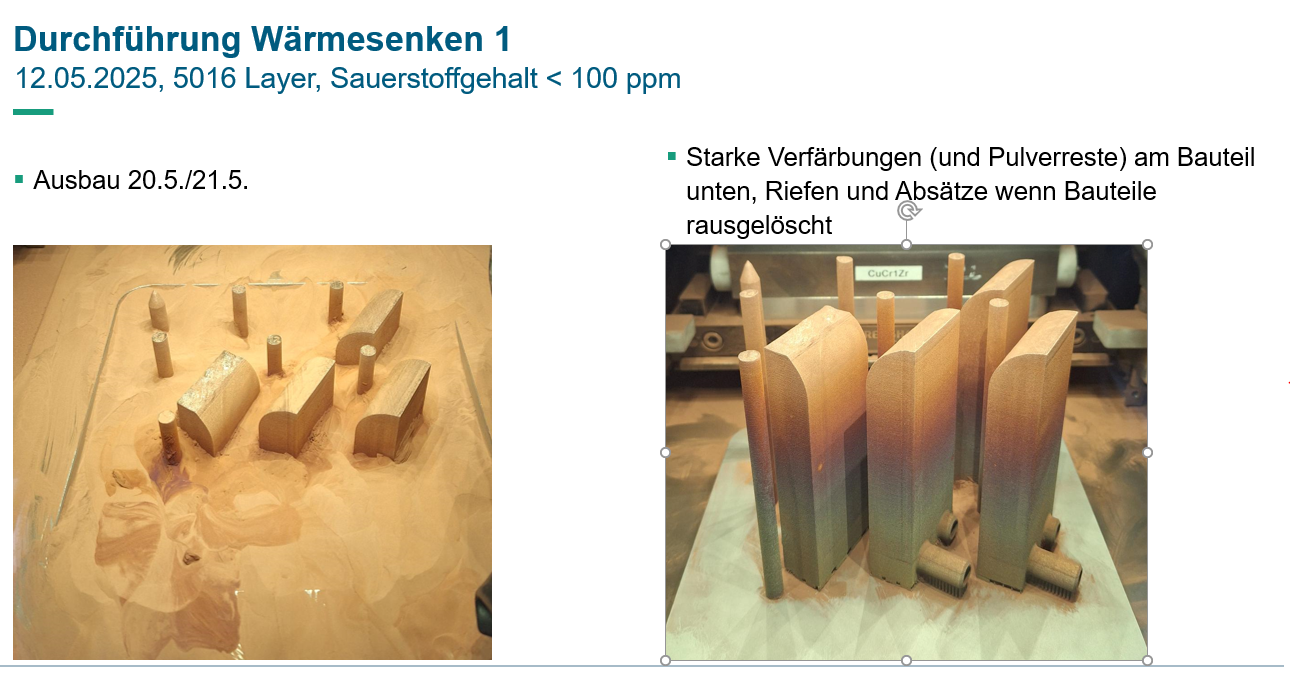 Durchführung Wärmesenken 1
12.05.2025, 5016 Layer, Sauerstoffgehalt < 100 ppm
Ausbau 20.5./21.5.
Starke Verfärbungen (und Pulverreste) am Bauteil
unten, Riefen und Absätze wenn Bauteile
rausgelöscht
CuCr1Zr